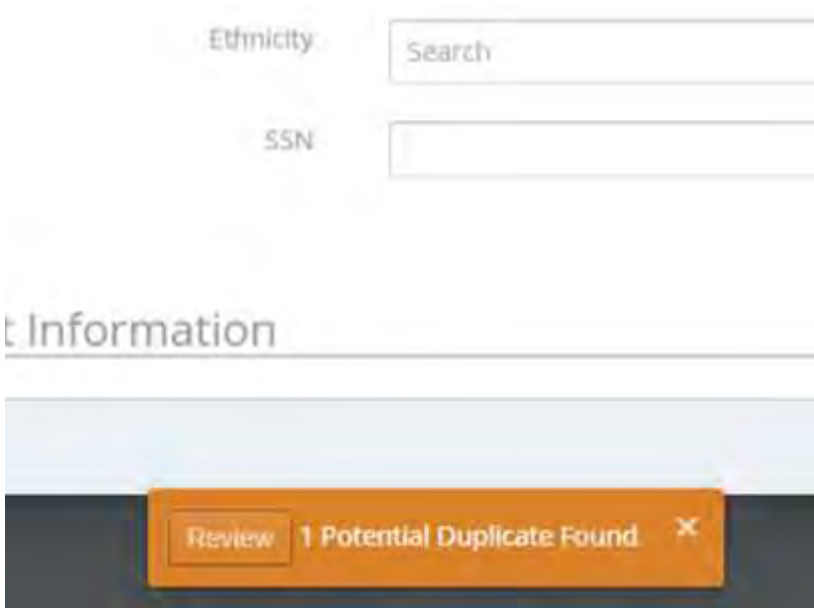 Ethnicity
Search
SSN
t Information
Review 1 Potential Duplicate Found ×